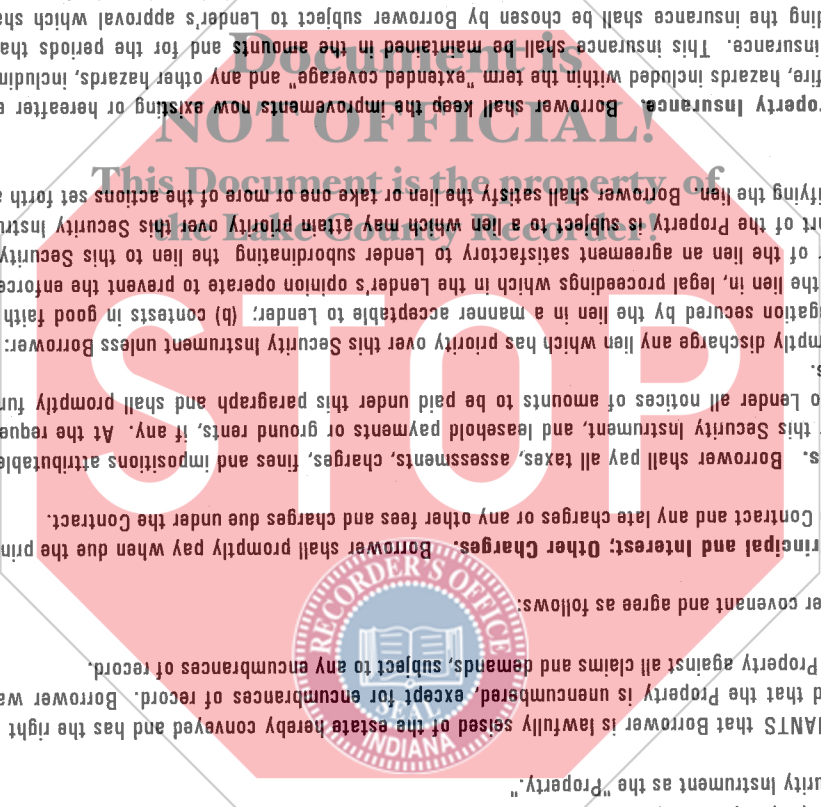 urity Instrument as the "Property."
NANTS that Borrower is lawfully seised of the estate hereby conveyed and has the right
d that the Property is unencumbered, except for encumbrances of record. Borrower wa
Property against all claims and demands, subject to any encumbrances of record.
er covenant and agree as follows:
rincipal and Interest; Other Charges. Borrower shall promptly pay when due the prin
Contract and any late charges or any other fees and charges due under the Contract.
s. Borrower shall pay all taxes, assessments, charges, fines and impositions attributable
this Security Instrument, and leasehold payments or ground rents, if any. At the reque
o Lender all notices of amounts to be paid under this paragraph and shall promptly fur
s.
mptly discharge any lien which has priority over this Security Instrument unless Borrower:
igation secured by the lien in a manner acceptable to Lender; (b) contests in good faith
the lien in, legal proceedings which in the Lender's opinion operate to prevent the enforce
r of the lien an agreement satisfactory to Lender subordinating the lien to this Security
rt of the Property is subject to a lien which may attain priority over this Security Instru
ifying the lien. Borrower shall satisfy the lien or take one or more of the actions set forth a
roperty Insurance. Borrower shall keep the improvements now existing or hereafter e
fire, hazards included within the term "extended coverage" and any other hazards, includin
insurance. This insurance shall be maintained in the amounts and for the periods tha
ding the insurance shall be chosen by Borrower subject to Lender's approval which sha
Document is
NOT OFFICIAL!
This Document is the property of
the Lake County Recorder!
STOP
RECORDER'S OFFICE
SEAL
INDIANA